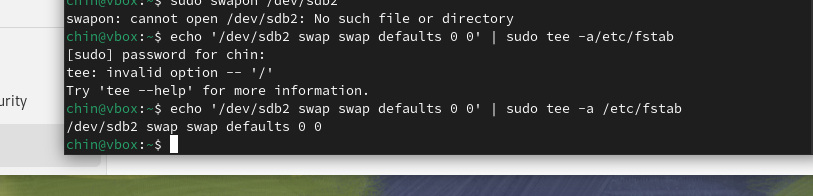 chin@vbox:~$ sudo swapon /dev/sdb2
swapon: cannot open /dev/sdb2: No such file or directory
chin@vbox:~$ echo '/dev/sdb2 swap swap defaults 0 0' | sudo tee -a/etc/fstab
[sudo] password for chin:
tee: invalid option -- '/'
Try 'tee --help' for more information.
chin@vbox:~$ echo '/dev/sdb2 swap swap defaults 0 0' | sudo tee -a /etc/fstab
/dev/sdb2 swap swap defaults 0 0
chin@vbox:~$
urity